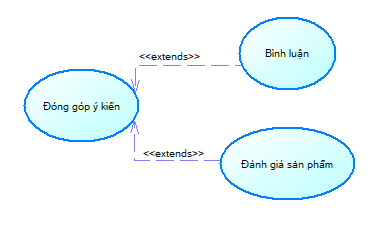 Bình luận
<<extends>>
Đóng góp ý kiến
<<extends>>
Đánh giá sản phẩm